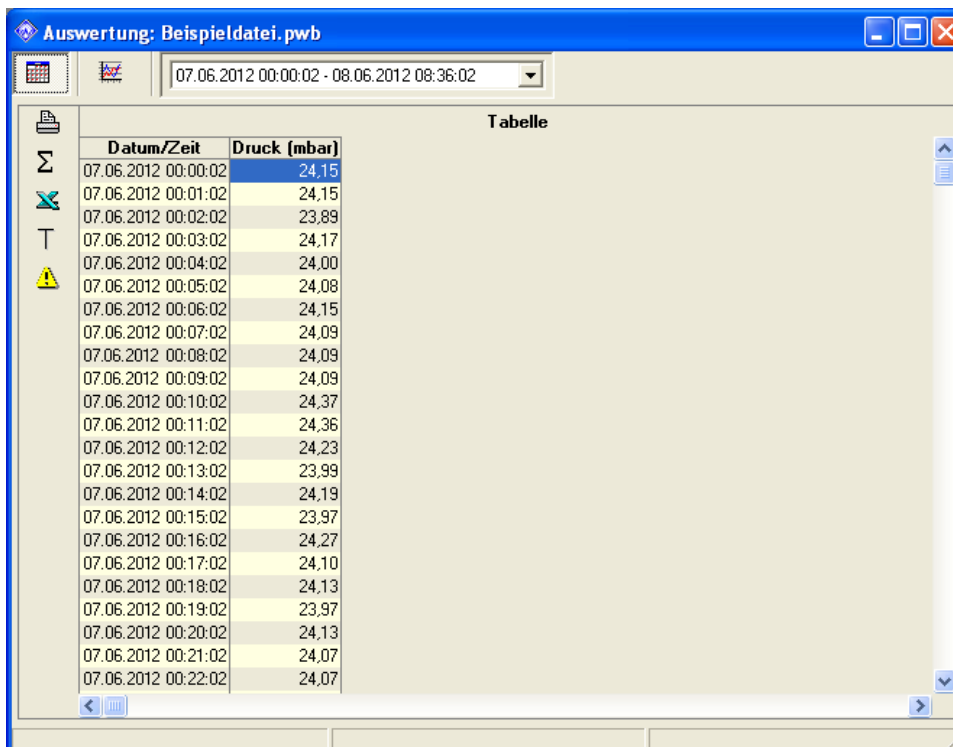 Auswertung: Beispieldatei.pwb
07.06.2012 00:00:02 - 08.06.2012 08:36:02
Tabelle
Datum/Zeit Druck (mbar)
07.06.2012 00:00:02 24,15
07.06.2012 00:01:02 24,15
07.06.2012 00:02:02 23,89
07.06.2012 00:03:02 24,17
07.06.2012 00:04:02 24,00
07.06.2012 00:05:02 24,08
07.06.2012 00:06:02 24,15
07.06.2012 00:07:02 24,09
07.06.2012 00:08:02 24,09
07.06.2012 00:09:02 24,09
07.06.2012 00:10:02 24,37
07.06.2012 00:11:02 24,36
07.06.2012 00:12:02 24,23
07.06.2012 00:13:02 23,99
07.06.2012 00:14:02 24,19
07.06.2012 00:15:02 23,97
07.06.2012 00:16:02 24,27
07.06.2012 00:17:02 24,10
07.06.2012 00:18:02 24,13
07.06.2012 00:19:02 23,97
07.06.2012 00:20:02 24,13
07.06.2012 00:21:02 24,07
07.06.2012 00:22:02 24,07
Σ
T